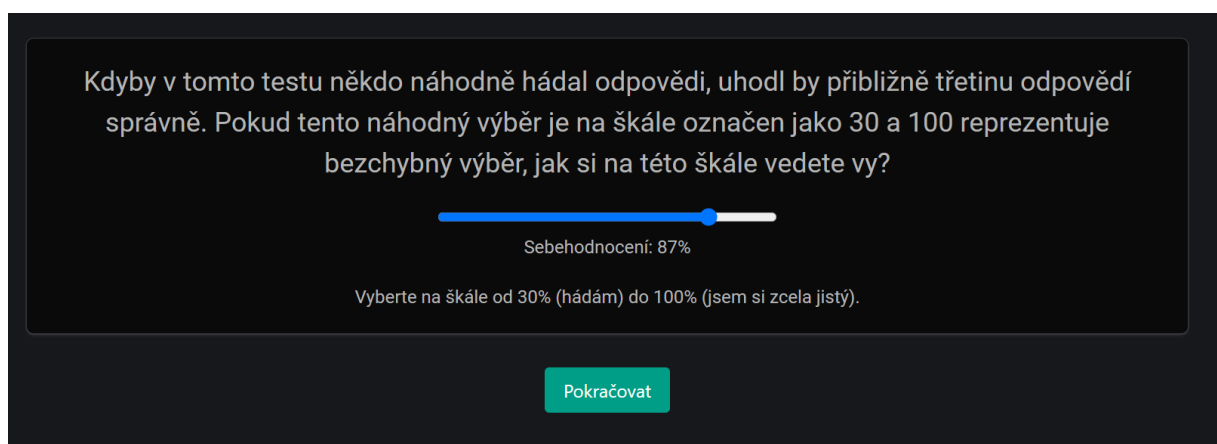 Kdyby v tomto testu někdo náhodně hádal odpovědi, uhodl by přibližně třetinu odpovědí
správně. Pokud tento náhodný výběr je na škále označen jako 30 a 100 reprezentuje
bezchybný výběr, jak si na této škále vedete vy?
Sebehodnocení: 87%
Vyberte na škále od 30% (hádám) do 100% (jsem si zcela jistý).
Pokračovat